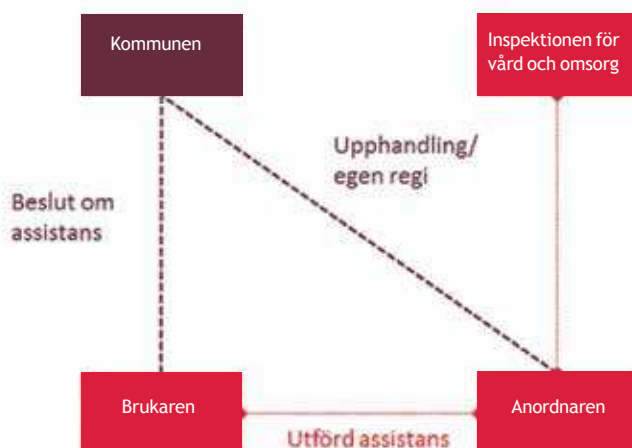 Kommunen
Inspektionen för
vård och omsorg
Upphandling/
egen regi
Beslut om
assistans
Brukaren
Anordnaren
Utförd assistans